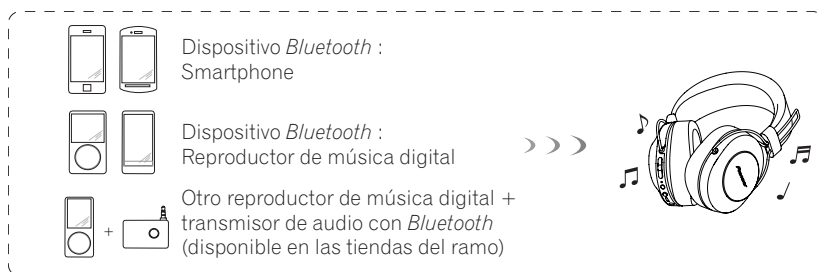 Dispositivo Bluetooth :
Smartphone
Dispositivo Bluetooth :
Reproductor de música digital
Otro reproductor de música digital +
transmisor de audio con Bluetooth
(disponible en las tiendas del ramo)
+